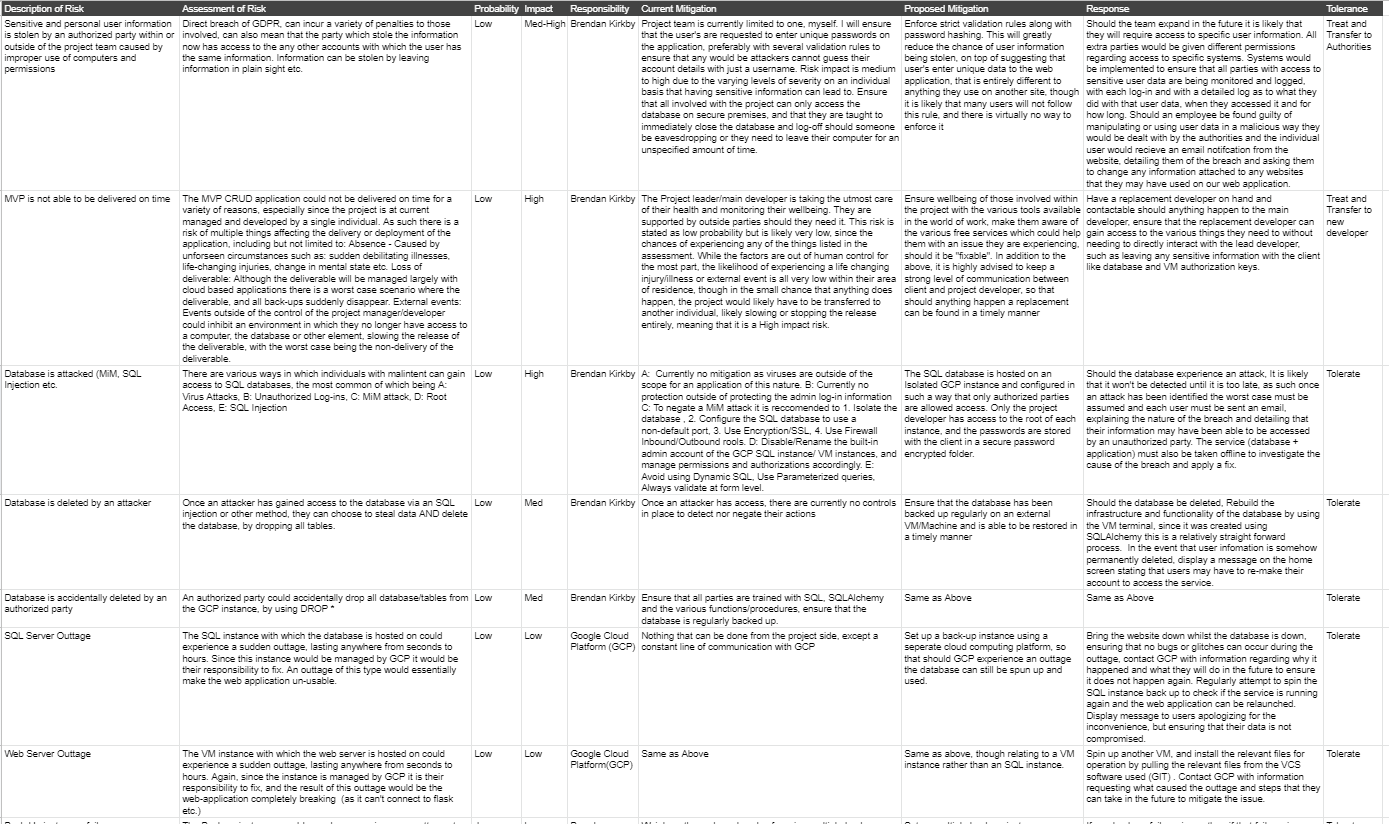 Description of Risk
Assessment of Risk
Probability
Impact
Responsibility
Current Mitigation
Proposed Mitigation
Response
Tolerance
Sensitive and personal user information
is stolen by an authorized party within or
outside of the project team caused by
improper use of computers and
permissions
Direct breach of GDPR, can incur a variety of penalties to those
involved, can also mean that the party which stole the information
now has access to the any other accounts with which the user has
the same information. Information can be stolen by leaving
information in plain sight etc.
Low
Med-High
Brendan Kirkby
Project team is currently limited to one, myself. I will ensure
that the user's are requested to enter unique passwords on
the application, preferably with several validation rules to
ensure that any would be attackers cannot guess their
account details with just a username. Risk impact is medium
to high due to the varying levels of severity on an individual
basis that having sensitive information can lead to. Ensure
that all involved with the project can only access the
database on secure premises, and that they are taught to
immediately close the database and log-off should someone
be eavesdropping or they need to leave their computer for an
unspecified amount of time.
Enforce strict validation rules along with
password hashing. This will greatly
reduce the chance of user information
being stolen, on top of suggesting that
user's enter unique data to the web
application, that is entirely different to
anything they use on another site, though
it is likely that many users will not follow
this rule, and there is virtually no way to
enforce it
Should the team expand in the future it is likely that
they will require access to specific user information. All
extra parties would be given different permissions
regarding access to specific systems. Systems would
be implemented to ensure that all parties with access to
sensitive user data are being monitored and logged,
with each log-in and with a detailed log as to what they
did with that user data, when they accessed it and for
how long. Should an employee be found guilty of
manipulating or using user data in a malicious way they
would be dealt with by the authorities and the individual
user would recieve an email notifcation from the
website, detailing them of the breach and asking them
to change any information attached to any websites
that they may have used on our web application.
Treat and
Transfer to
Authorities
MVP is not able to be delivered on time
The MVP CRUD application could not be delivered on time for a
variety of reasons, especially since the project is at current
managed and developed by a single individual. As such there is a
risk of multiple things affecting the delivery or deployment of the
application, including but not limited to: Absence - Caused by
unforseen circumstances such as: sudden debilitating illnesses,
life-changing injuries, change in mental state etc. Loss of
deliverable: Although the deliverable will be managed largely with
cloud based applications there is a worst case scenario where the
deliverable, and all back-ups suddenly disappear. External events:
Events outside of the control of the project manager/developer
could inhibit an environment in which they no longer have access to
a computer, the database or other element, slowing the release of
the deliverable, with the worst case being the non-delivery of the
deliverable.
Low
High
Brendan Kirkby
The Project leader/main developer is taking the utmost care
of their health and monitoring their wellbeing. They are
supported by outside parties should they need it. This risk is
stated as low probability but is likely very low, since the
chances of experiencing any of the things listed in the
assessment. While the factors are out of human control for
the most part, the likelihood of experiencing a life changing
injury/illness or external event is all very low within their area
of residence, though in the small chance that anything does
happen, the project would likely have to be transferred to
another individual, likely slowing or stopping the release
entirely, meaning that it is a High impact risk.
Ensure wellbeing of those involved within
the project with the various tools available
in the world of work, make them aware of
the various free services which could help
them with an issue they are experiencing,
should it be "fixable". In addition to the
above, it is highly advised to keep a
strong level of communication between
client and project developer, so that
should anything happen a replacement
can be found in a timely manner
Have a replacement developer on hand and
contactable should anything happen to the main
developer, ensure that the replacement developer can
gain access to the various things they need to without
needing to directly interact with the lead developer,
such as leaving any sensitive information with the client
like database and VM authorization keys.
Treat and
Transfer to
new
developer
Database is attacked (MiM, SQL
Injection etc.
There are various ways in which individuals with malintent can gain
access to SQL databases, the most common of which being A:
Virus Attacks, B: Unauthorized Log-ins, C: MiM attack, D: Root
Access, E: SQL Injection
Low
High
Brendan Kirkby
A:  Currently no mitigation as viruses are outside of the
scope for an application of this nature. B: Currently no
protection outside of protecting the admin log-in information
C: To negate a MiM attack it is reccomended to 1. Isolate the
database , 2. Configure the SQL database to use a
non-default port, 3. Use Encryption/SSL, 4. Use Firewall
Inbound/Outbound rools. D: Disable/Rename the built-in
admin account of the GCP SQL instance/ VM instances, and
manage permissions and authorizations accordingly. E:
Avoid using Dynamic SQL, Use Parameterized queries,
Always validate at form level.
The SQL database is hosted on an
Isolated GCP instance and configured in
such a way that only authorized parties
are allowed access. Only the project
developer has access to the root of each
instance, and the passwords are stored
with the client in a secure password
encrypted folder.
Should the database experience an attack, It is likely
that it won't be detected until it is too late, as such once
an attack has been identified the worst case must be
assumed and each user must be sent an email,
explaining the nature of the breach and detailing that
their information may have been able to be accessed
by an unauthorized party. The service (database +
application) must also be taken offline to investigate the
cause of the breach and apply a fix.
Tolerate
Database is deleted by an attacker
Once an attacker has gained access to the database via an SQL
injection or other method, they can choose to steal data AND delete
the database, by dropping all tables.
Low
Med
Brendan Kirkby
Once an attacker has access, there are currently no controls
in place to detect nor negate their actions
Ensure that the database has been
backed up regularly on an external
VM/Machine and is able to be restored in
a timely manner
Should the database be deleted, Rebuild the
infrastructure and functionality of the database by using
the VM terminal, since it was created using
SQLAlchemy this is a relatively straight forward
process.  In the event that user infomation is somehow
permanently deleted, display a message on the home
screen stating that users may have to re-make their
account to access the service.
Tolerate
Database is accidentally deleted by an
authorized party
An authorized party could accidentally drop all database/tables from
the GCP instance, by using DROP *
Low
Med
Brendan Kirkby
Ensure that all parties are trained with SQL, SQLAlchemy
and the various functions/procedures, ensure that the
database is regularly backed up.
Same as Above
Same as Above
Tolerate
SQL Server Outtage
The SQL instance with which the database is hosted on could
experience a sudden outtage, lasting anywhere from seconds to
hours. Since this instance would be managed by GCP it would be
their responsibility to fix. An outtage of this type would essentially
make the web application un-usable.
Low
Low
Google Cloud
Platform (GCP)
Nothing that can be done from the project side, except a
constant line of communication with GCP
Set up a back-up instance using a
seperate cloud computing platform, so
that should GCP experience an outtage
the database can still be spun up and
used.
Bring the website down whilst the database is down,
ensuring that no bugs or glitches can occur during the
outtage, contact GCP with information regarding why it
happened and what they will do in the future to ensure
it does not happen again. Regularly attempt to spin the
SQL instance back up to check if the service is running
again and the web application can be relaunched.
Display message to users apologizing for the
inconvenience, but ensuring that their data is not
compromised.
Tolerate
Web Server Outtage
The VM instance with which the web server is hosted on could
experience a sudden outtage, lasting anywhere from seconds to
hours. Again, since the instance is managed by GCP it is their
responsibility to fix, and the result of this outtage would be the
web-application completely breaking  (as it can't connect to flask
etc.)
Low
Low
Google Cloud
Platform(GCP)
Same as Above
Same as above, though relating to a VM
instance rather than an SQL instance.
Spin up another VM, and install the relevant files for
operation by pulling the relevant files from the VCS
software used (GIT) . Contact GCP with information
requesting what caused the outtage and steps that they
can take in the future to mitigate the issue.
Tolerate